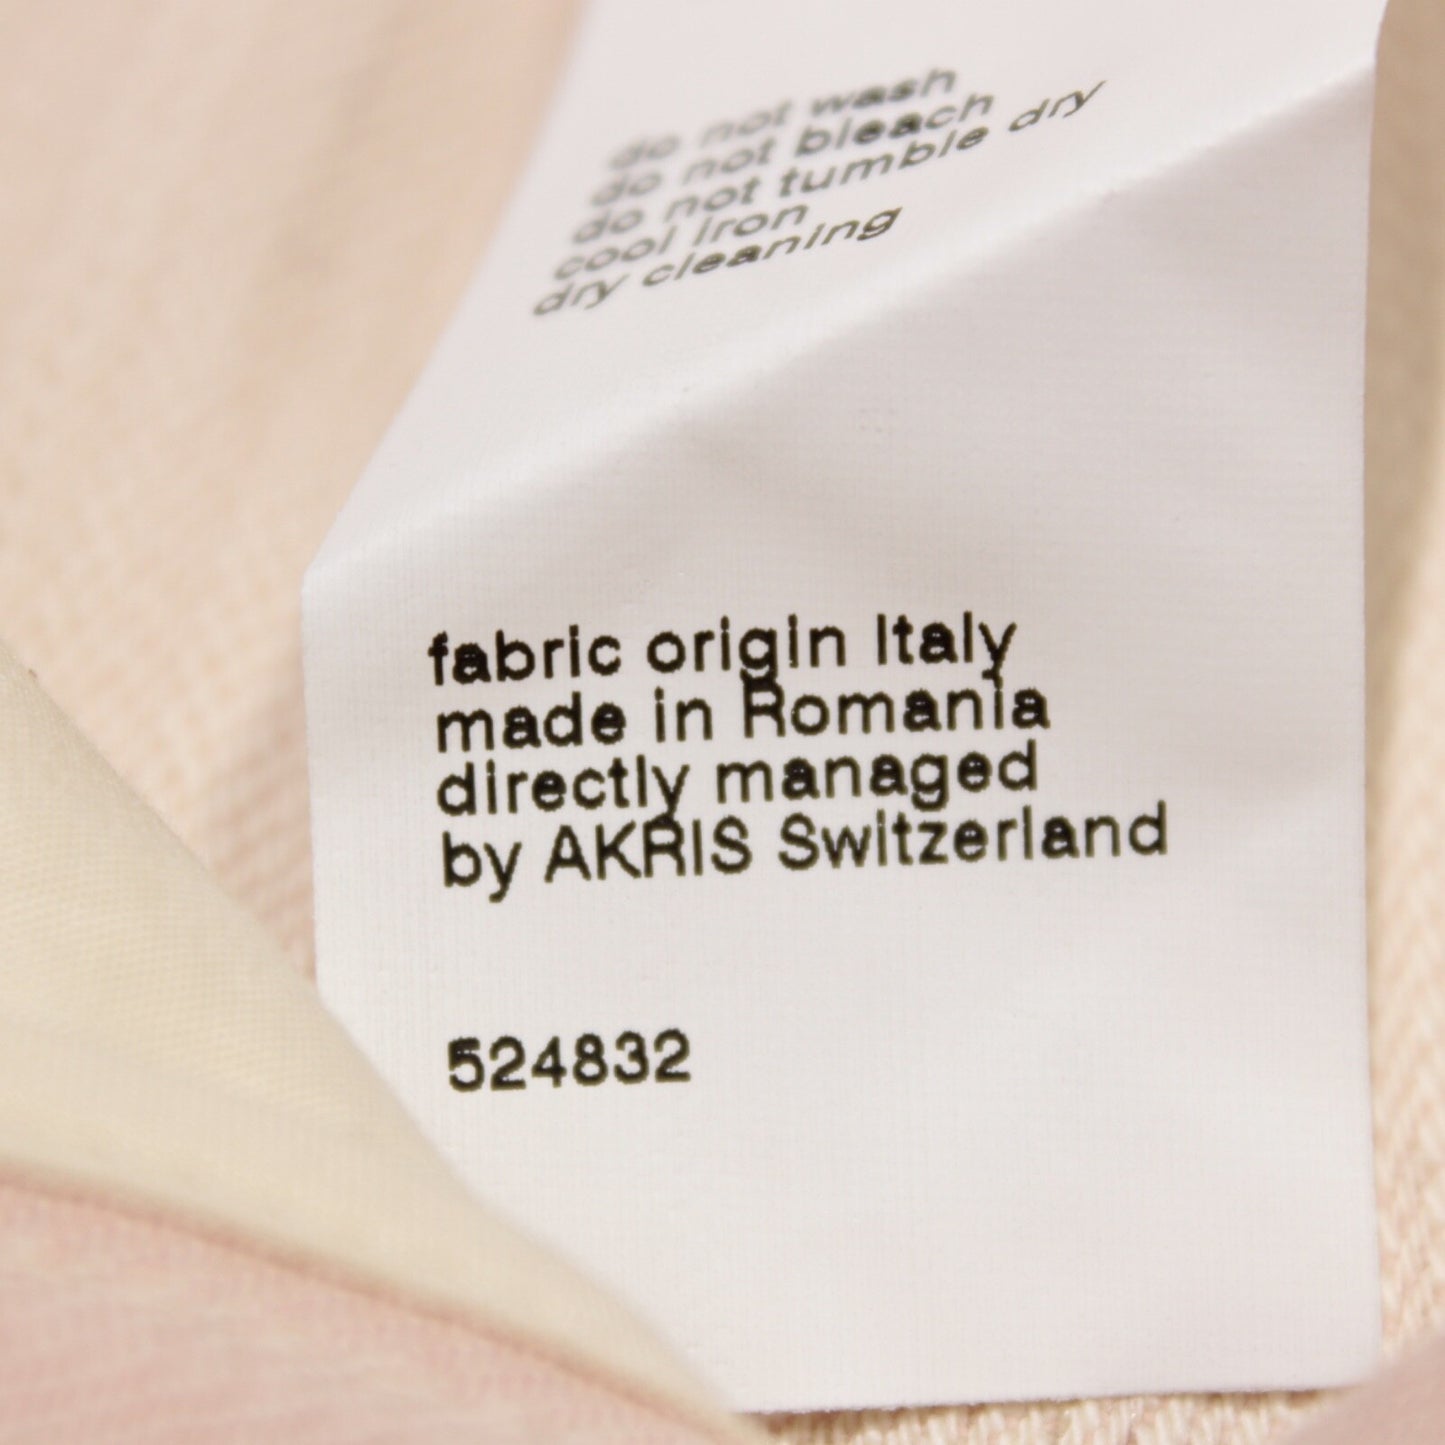 do not wash
do not bleach
do not tumble dry
cool iron
dry cleaning
fabric origin Italy
made in Romania
directly managed
by AKRIS Switzerland
524832